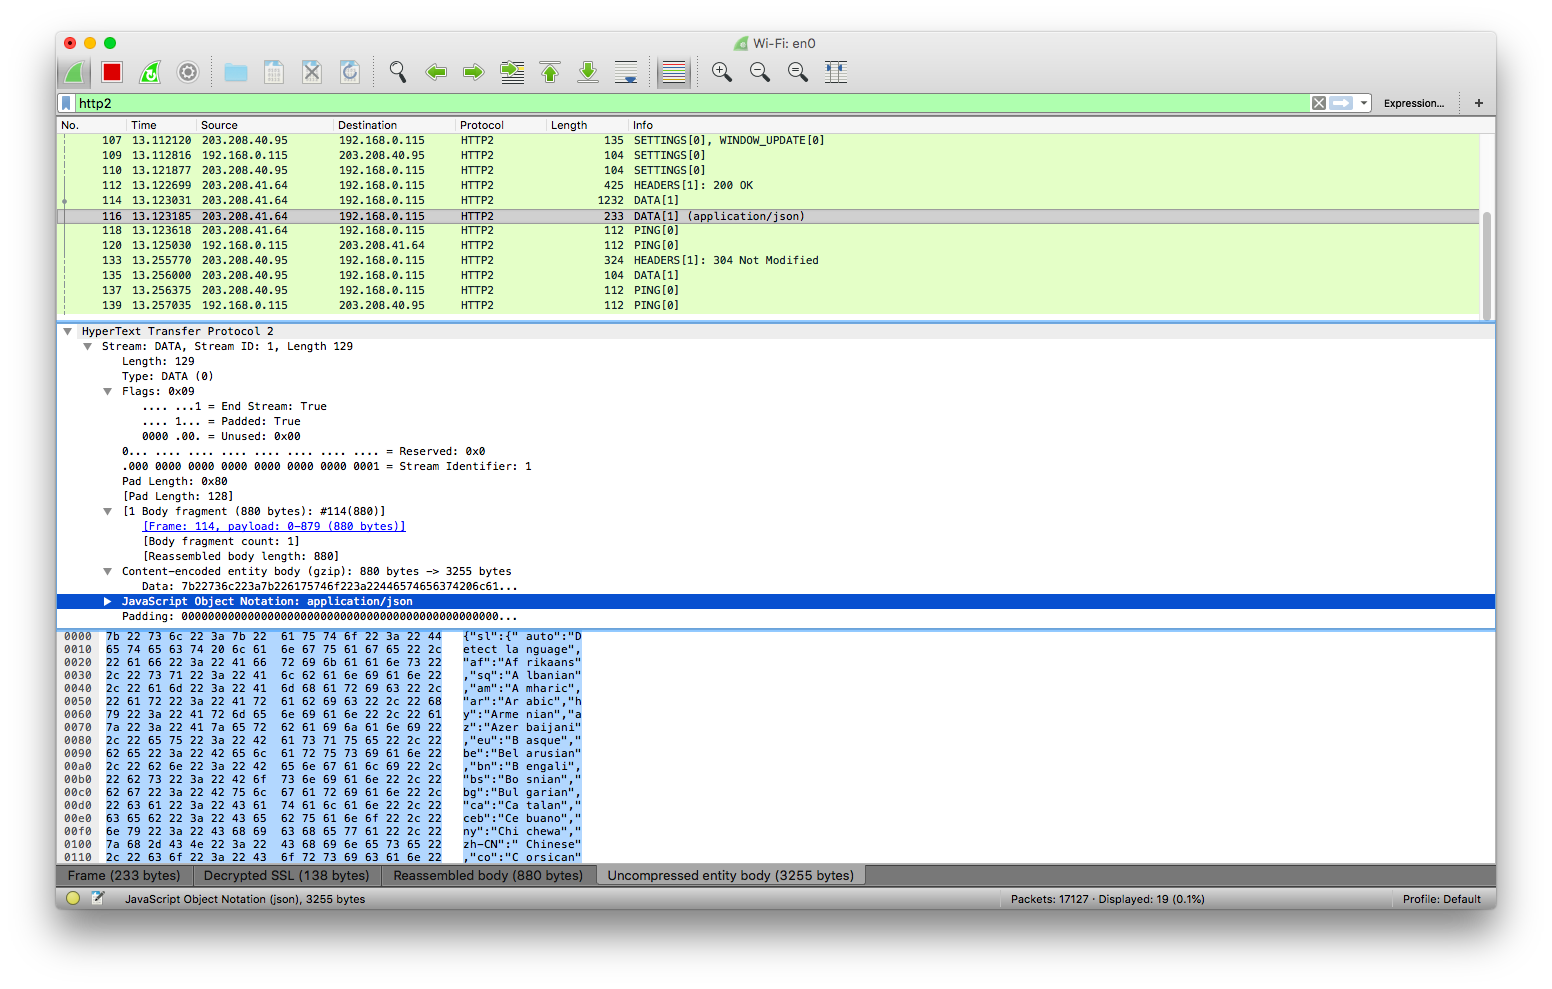 Wi-Fi: en0
http2
Expression...
+
No. Time Source Destination Protocol Length Info
107 13.112120 203.208.40.95 192.168.0.115 HTTP2 135 SETTINGS[0], WINDOW_UPDATE[0]
109 13.112816 192.168.0.115 203.208.40.95 HTTP2 104 SETTINGS[0]
110 13.121877 203.208.40.95 192.168.0.115 HTTP2 104 SETTINGS[0]
112 13.122699 203.208.41.64 192.168.0.115 HTTP2 425 HEADERS[1]: 200 OK
114 13.123031 203.208.41.64 192.168.0.115 HTTP2 1232 DATA[1]
116 13.123185 203.208.41.64 192.168.0.115 HTTP2 233 DATA[1] (application/json)
118 13.123618 203.208.41.64 192.168.0.115 HTTP2 112 PING[0]
120 13.125030 192.168.0.115 203.208.41.64 HTTP2 112 PING[0]
133 13.255770 203.208.40.95 192.168.0.115 HTTP2 324 HEADERS[1]: 304 Not Modified
135 13.256000 203.208.40.95 192.168.0.115 HTTP2 104 DATA[1]
137 13.256375 203.208.40.95 192.168.0.115 HTTP2 112 PING[0]
139 13.257035 192.168.0.115 203.208.40.95 HTTP2 112 PING[0]
HyperText Transfer Protocol 2
Stream: DATA, Stream ID: 1, Length 129
Length: 129
Type: DATA (0)
Flags: 0x09
.... ...1 = End Stream: True
.... 1... = Padded: True
0000 .00. = Unused: 0x00
0... .... .... .... .... .... .... .... = Reserved: 0x0
.000 0000 0000 0000 0000 0000 0000 0001 = Stream Identifier: 1
Pad Length: 0x80
[Pad Length: 128]
[1 Body fragment (880 bytes): #114(880)]
[Frame: 114, payload: 0-879 (880 bytes)]
[Body fragment count: 1]
[Reassembled body length: 880]
Content-encoded entity body (gzip): 880 bytes -> 3255 bytes
Data: 7b22736c223a7b226175746f223a22446574656374206c61...
JavaScript Object Notation: application/json
Padding: 000000000000000000000000000000000000000000000000...
0000 7b 22 73 6c 22 3a 7b 22 61 75 74 6f 22 3a 22 44 {"sl":{" auto":"D
0010 65 74 65 63 74 20 6c 61 6e 67 75 61 67 65 22 2c etect la nguage",
0020 22 61 66 22 3a 22 41 66 72 69 6b 61 61 6e 73 22 "af":"Af rikaans"
0030 2c 22 73 71 22 3a 22 41 6c 62 61 6e 69 61 6e 22 ,"sq":"A lbanian"
0040 2c 22 61 6d 22 3a 22 41 6d 68 61 72 69 63 22 2c ,"am":"A mharic",
0050 22 61 72 22 3a 22 41 72 61 62 69 63 22 2c 22 68 "ar":"Ar abic","h
0060 79 22 3a 22 41 72 6d 65 6e 69 61 6e 22 2c 22 61 y":"Arme nian","a
0070 7a 22 3a 22 41 7a 65 72 62 61 69 6a 61 6e 69 22 z":"Azer baijani"
0080 2c 22 65 75 22 3a 22 42 61 73 71 75 65 22 2c 22 ,"eu":"B asque","
0090 62 65 22 3a 22 42 65 6c 61 72 75 73 69 61 6e 22 be":"Bel arusian"
00a0 2c 22 62 6e 22 3a 22 42 65 6e 67 61 6c 69 22 2c ,"bn":"B engali",
00b0 22 62 73 22 3a 22 42 6f 73 6e 69 61 6e 22 2c 22 "bs":"Bo snian","
00c0 62 67 22 3a 22 42 75 6c 67 61 72 69 61 6e 22 2c bg":"Bul garian",
00d0 22 63 61 22 3a 22 43 61 74 61 6c 61 6e 22 2c 22 "ca":"Ca talan","
00e0 63 65 62 22 3a 22 43 65 62 75 61 6e 6f 22 2c 22 ceb":"Ce buano","
00f0 6e 79 22 3a 22 43 68 69 63 68 65 77 61 22 2c 22 ny":"Chi chewa","
0100 7a 68 2d 43 4e 22 3a 22 43 68 69 6e 65 73 65 22 zh-CN":" Chinese"
0110 2c 22 63 6f 22 3a 22 43 6f 72 73 69 63 61 6e 22 ,"co":"C orsican"
Frame (233 bytes) Decrypted SSL (138 bytes) Reassembled body (880 bytes) Uncompressed entity body (3255 bytes)
JavaScript Object Notation (json), 3255 bytes Packets: 17127 · Displayed: 19 (0.1%) Profile: Default